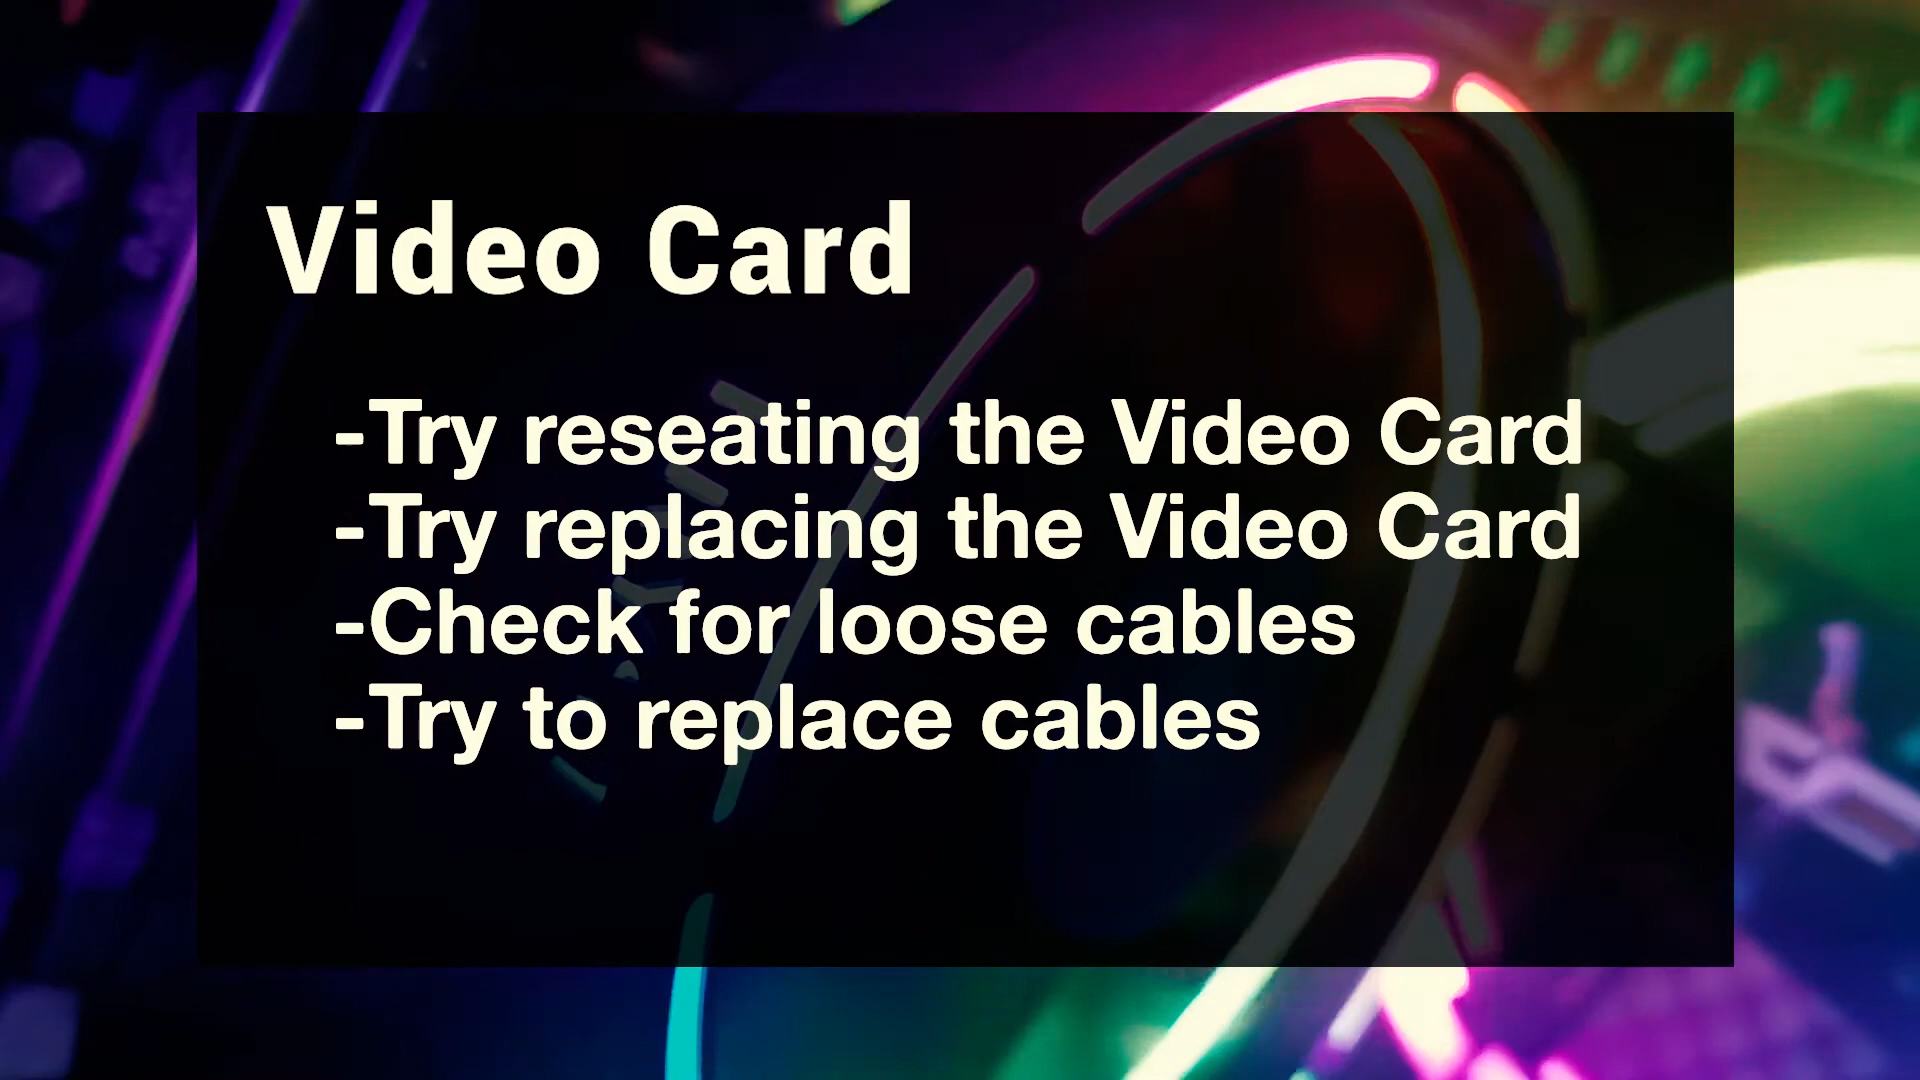 Video Card
-Try reseating the Video Card
-Try replacing the Video Card
-Check for loose cables
-Try to replace cables